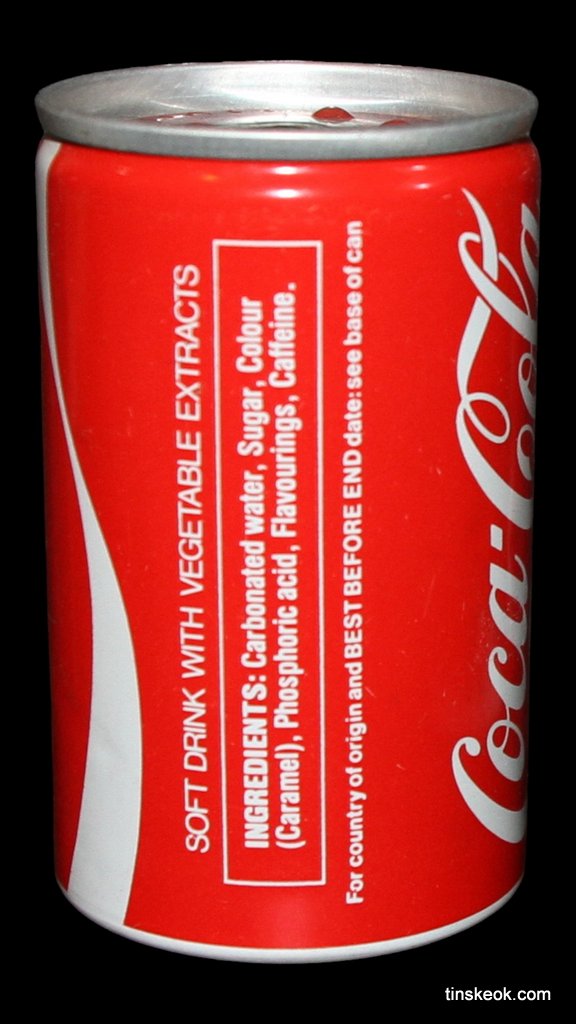 SOFT DRINK WITH VEGETABLE EXTRACTS
INGREDIENTS: Carbonated water, Sugar, Colour
(Caramel), Phosphoric acid, Flavourings, Caffeine.
For country of origin and BEST BEFORE END date: see base of can
Coca-Cola
tinskeok.com